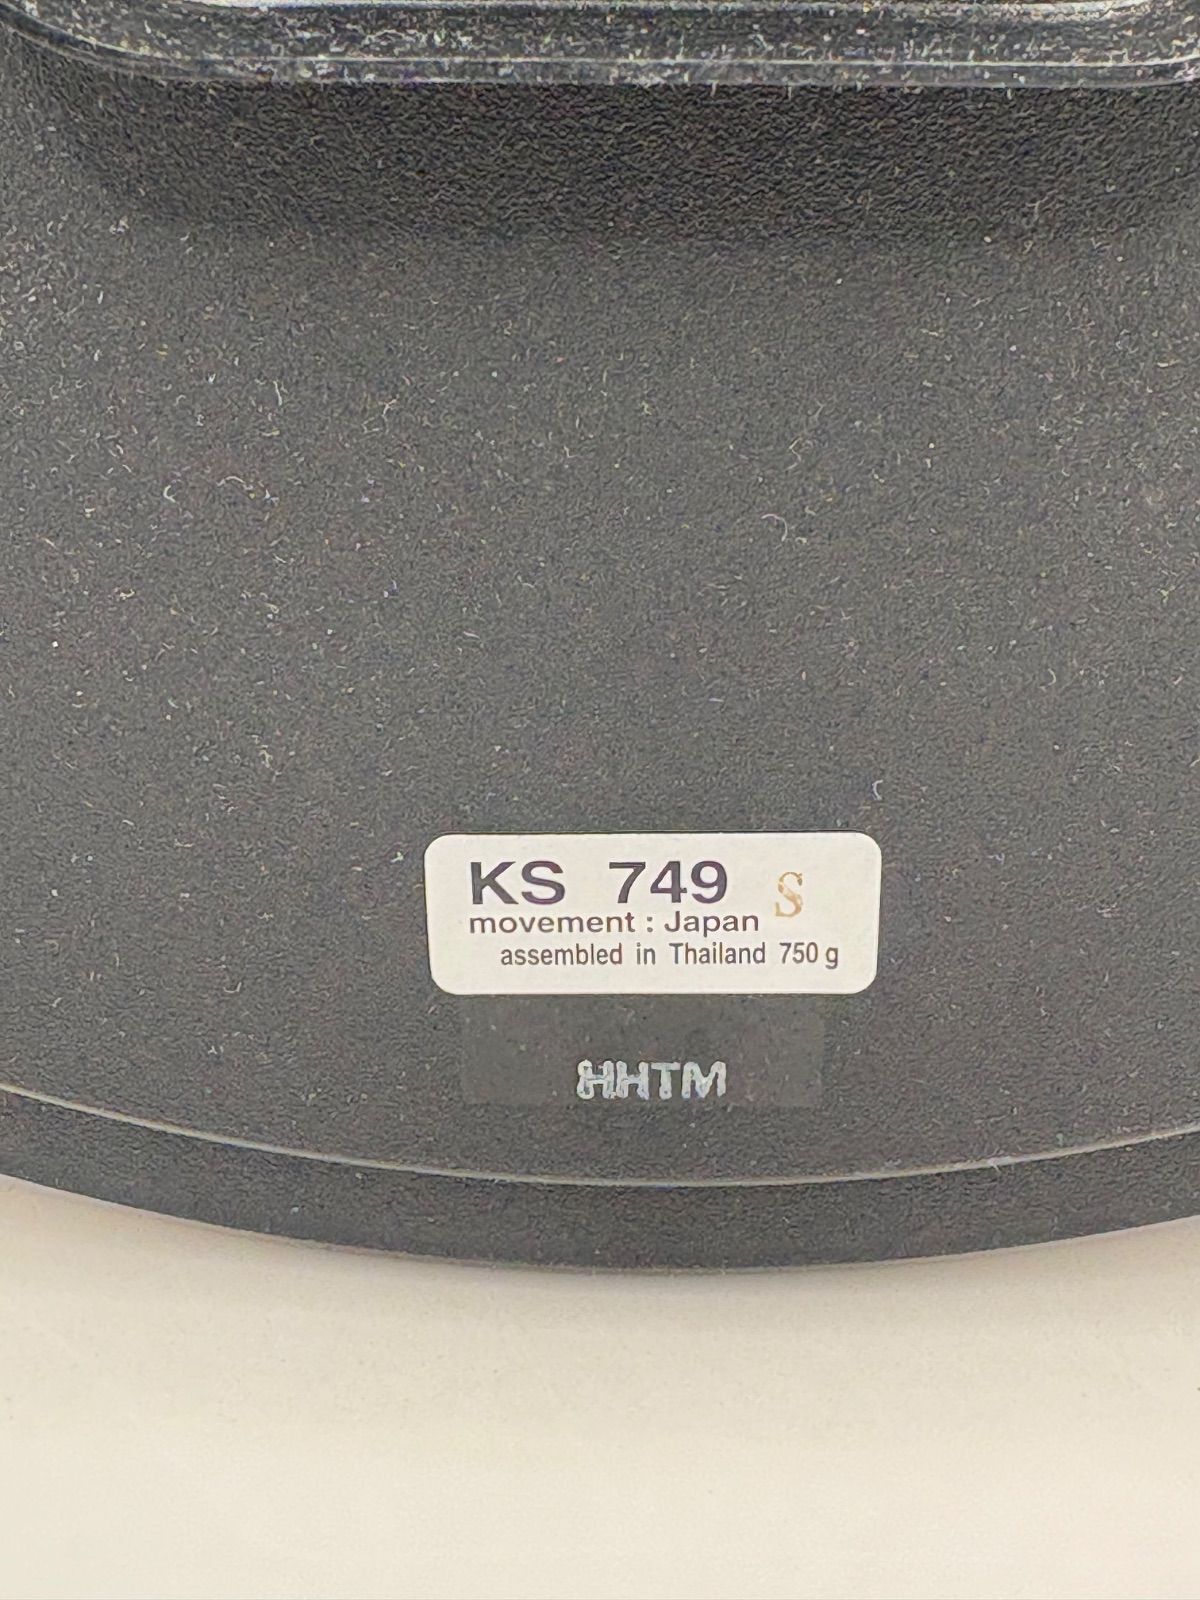 KS 749 S
movement : Japan
assembled in Thailand 750 g
HHTM